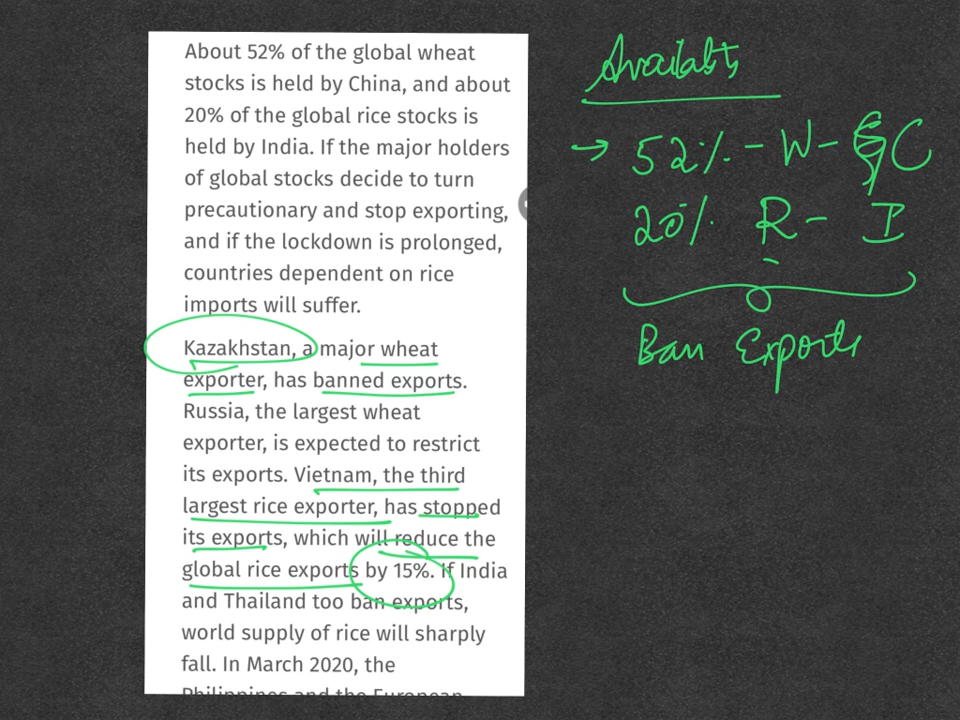 About 52% of the global wheat
stocks is held by China, and about
20% of the global rice stocks is
held by India. If the major holders
of global stocks decide to turn
precautionary and stop exporting,
and if the lockdown is prolonged,
countries dependent on rice
imports will suffer.
Kazakhstan, a major wheat
exporter, has banned exports.
Russia, the largest wheat
exporter, is expected to restrict
its exports. Vietnam, the third
largest rice exporter, has stopped
its exports, which will reduce the
global rice exports by 15%. If India
and Thailand too ban exports,
world supply of rice will sharply
fall. In March 2020, the
Philippines and the European
→ 52% - W - C
20% R - I
Ban Exports